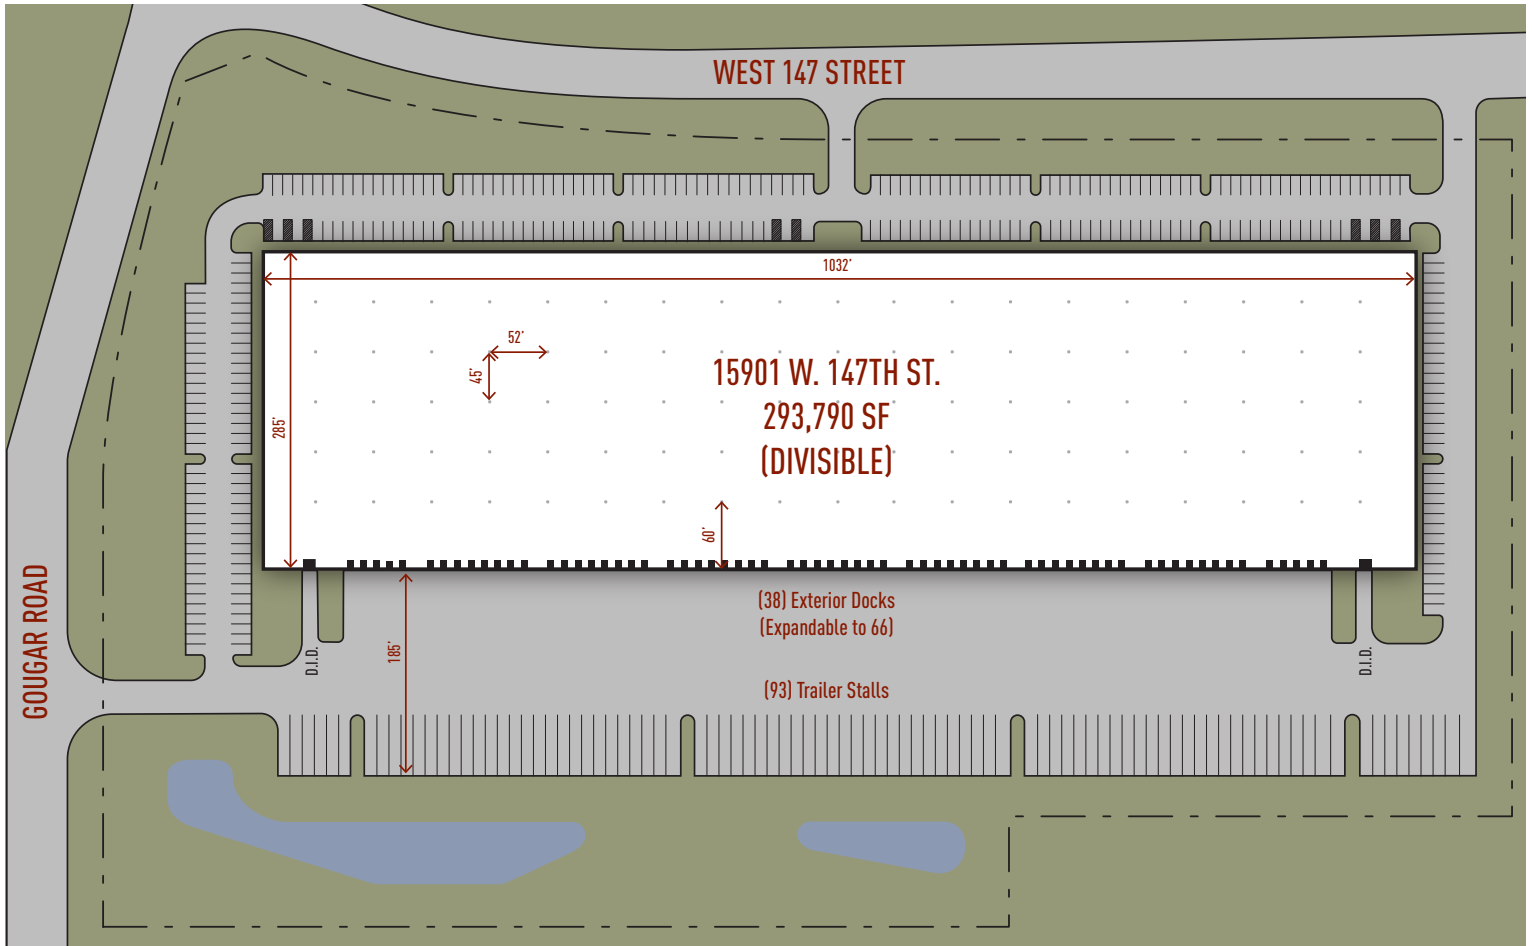 WEST 147 STREET
1032'
52'
45'
285'
15901 W. 147TH ST.
293,790 SF
(DIVISIBLE)
60'
(38) Exterior Docks
(Expandable to 66)
185'
(93) Trailer Stalls
D.I.D.
D.I.D.
GOUGAR ROAD